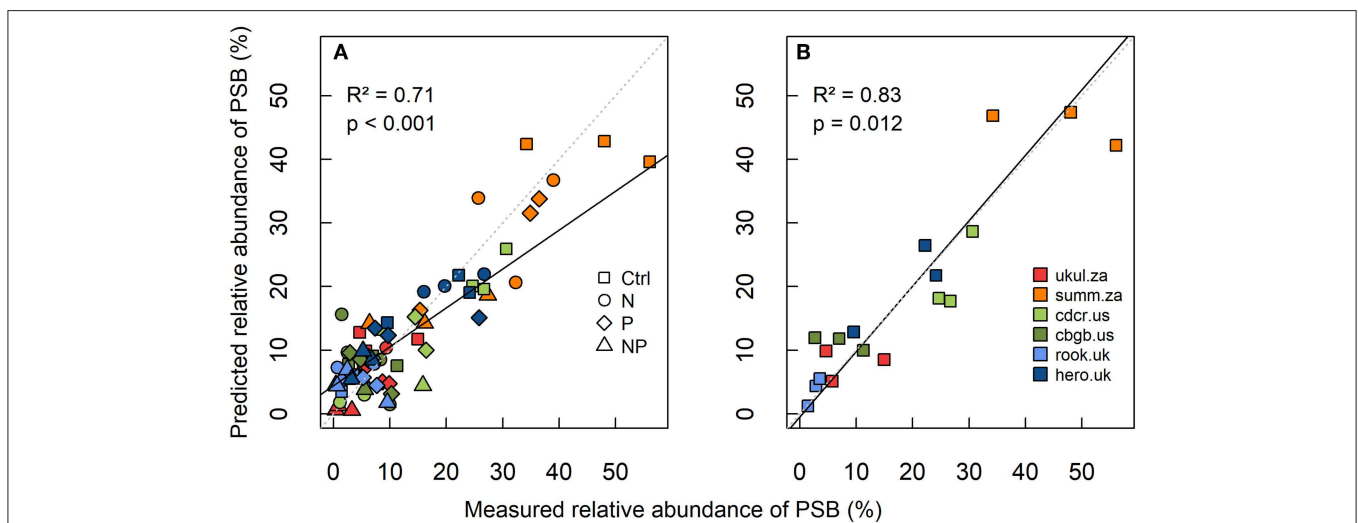 Predicted relative abundance of PSB (%)
A
R² = 0.71
p < 0.001
Ctrl
N
P
NP
0
10
20
30
40
50
0
10
20
30
40
50
B
R² = 0.83
p = 0.012
ukul.za
summ.za
cdcr.us
cbgb.us
rook.uk
hero.uk
0
10
20
30
40
50
0
10
20
30
40
50
Measured relative abundance of PSB (%)